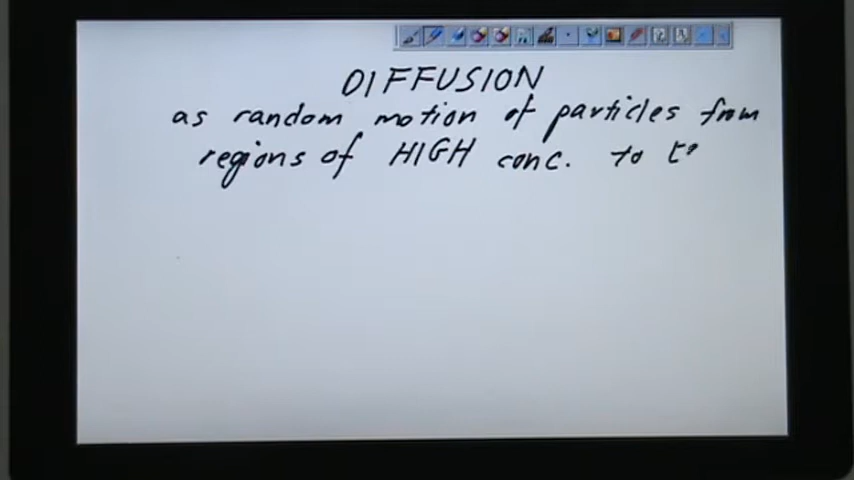 DIFFUSION
as random motion of particles from
regions of HIGH conc. to